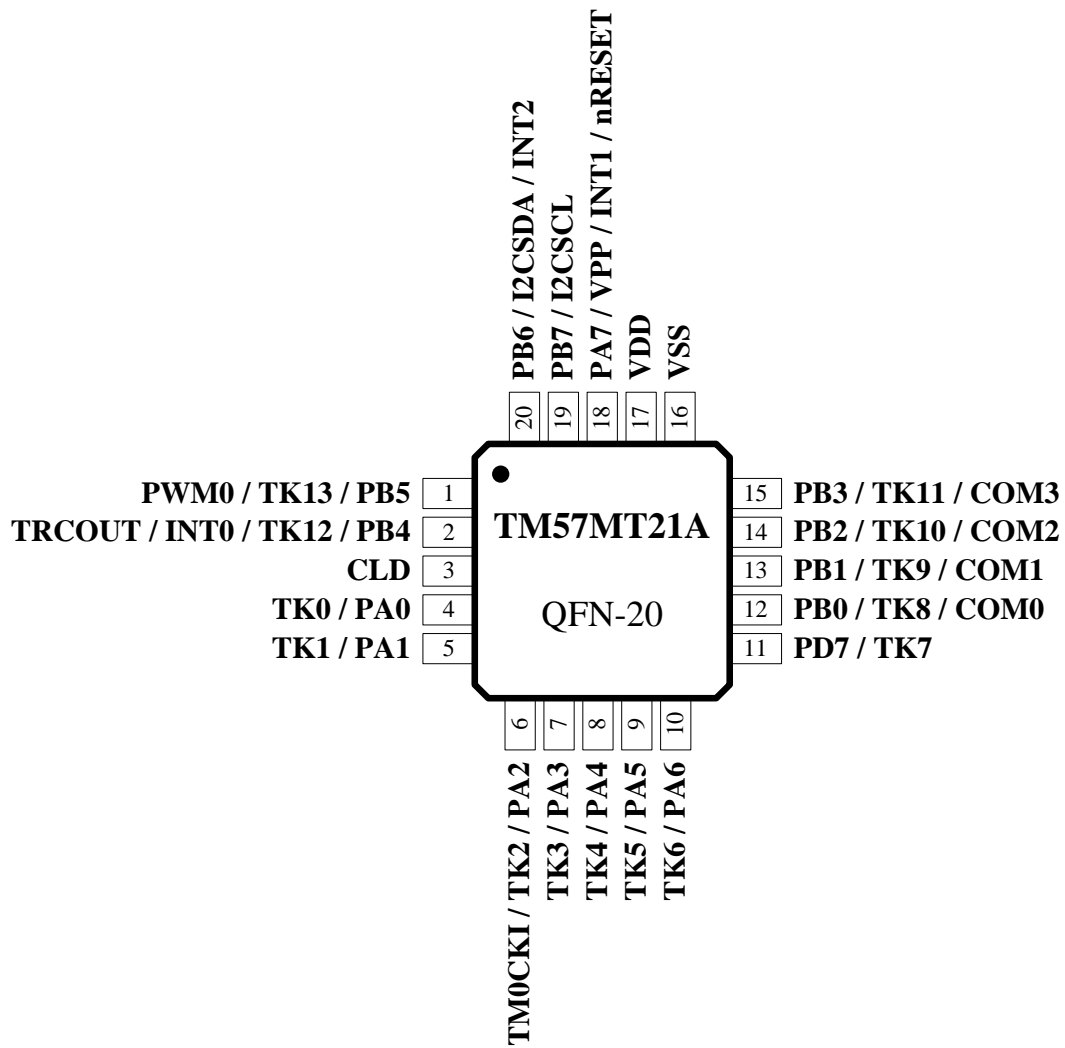 PB6 / I2CSDA / INT2
PB7 / I2CSCL
PA7 / VPP / INT1 / nRESET
VDD
VSS
20
19
18
17
16
PWM0 / TK13 / PB5
1
TRCOUT / INT0 / TK12 / PB4
2
CLD
3
TK0 / PA0
4
TK1 / PA1
5
TM57MT21A
QFN-20
15
PB3 / TK11 / COM3
14
PB2 / TK10 / COM2
13
PB1 / TK9 / COM1
12
PB0 / TK8 / COM0
11
PD7 / TK7
6
7
8
9
10
TM0CKI / TK2 / PA2
TK3 / PA3
TK4 / PA4
TK5 / PA5
TK6 / PA6